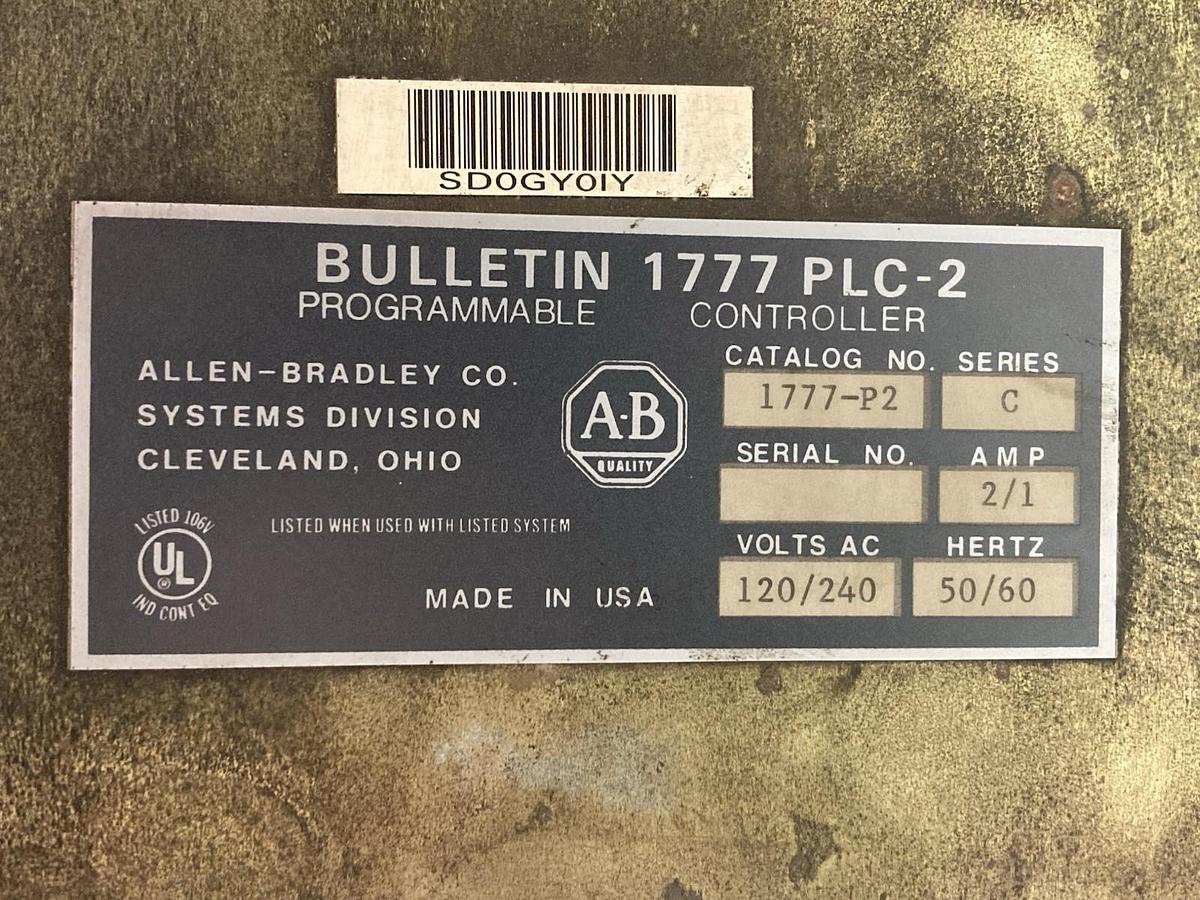 SD0GY0IY
BULLETIN 1777 PLC-2
PROGRAMMABLE CONTROLLER
ALLEN-BRADLEY CO.
SYSTEMS DIVISION
CLEVELAND, OHIO
A-B
QUALITY
CATALOG NO. SERIES
1777-P2 C
SERIAL NO. AMP
2/1
VOLTS AC HERTZ
120/240 50/60
LISTED 106V
UL
®
IND CONT EQ
LISTED WHEN USED WITH LISTED SYSTEM
MADE IN USA